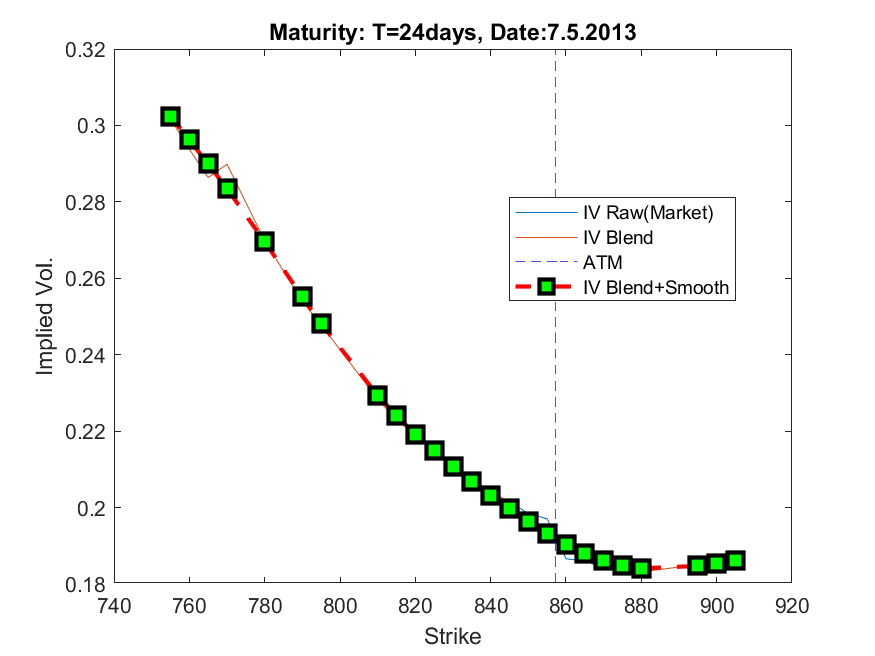 Maturity: T=24days, Date:7.5.2013
0.32
0.3
0.28
0.26
0.24
0.22
0.2
0.18
Implied Vol.
IV Raw(Market)
IV Blend
ATM
IV Blend+Smooth
740 760 780 800 820 840 860 880 900 920
Strike